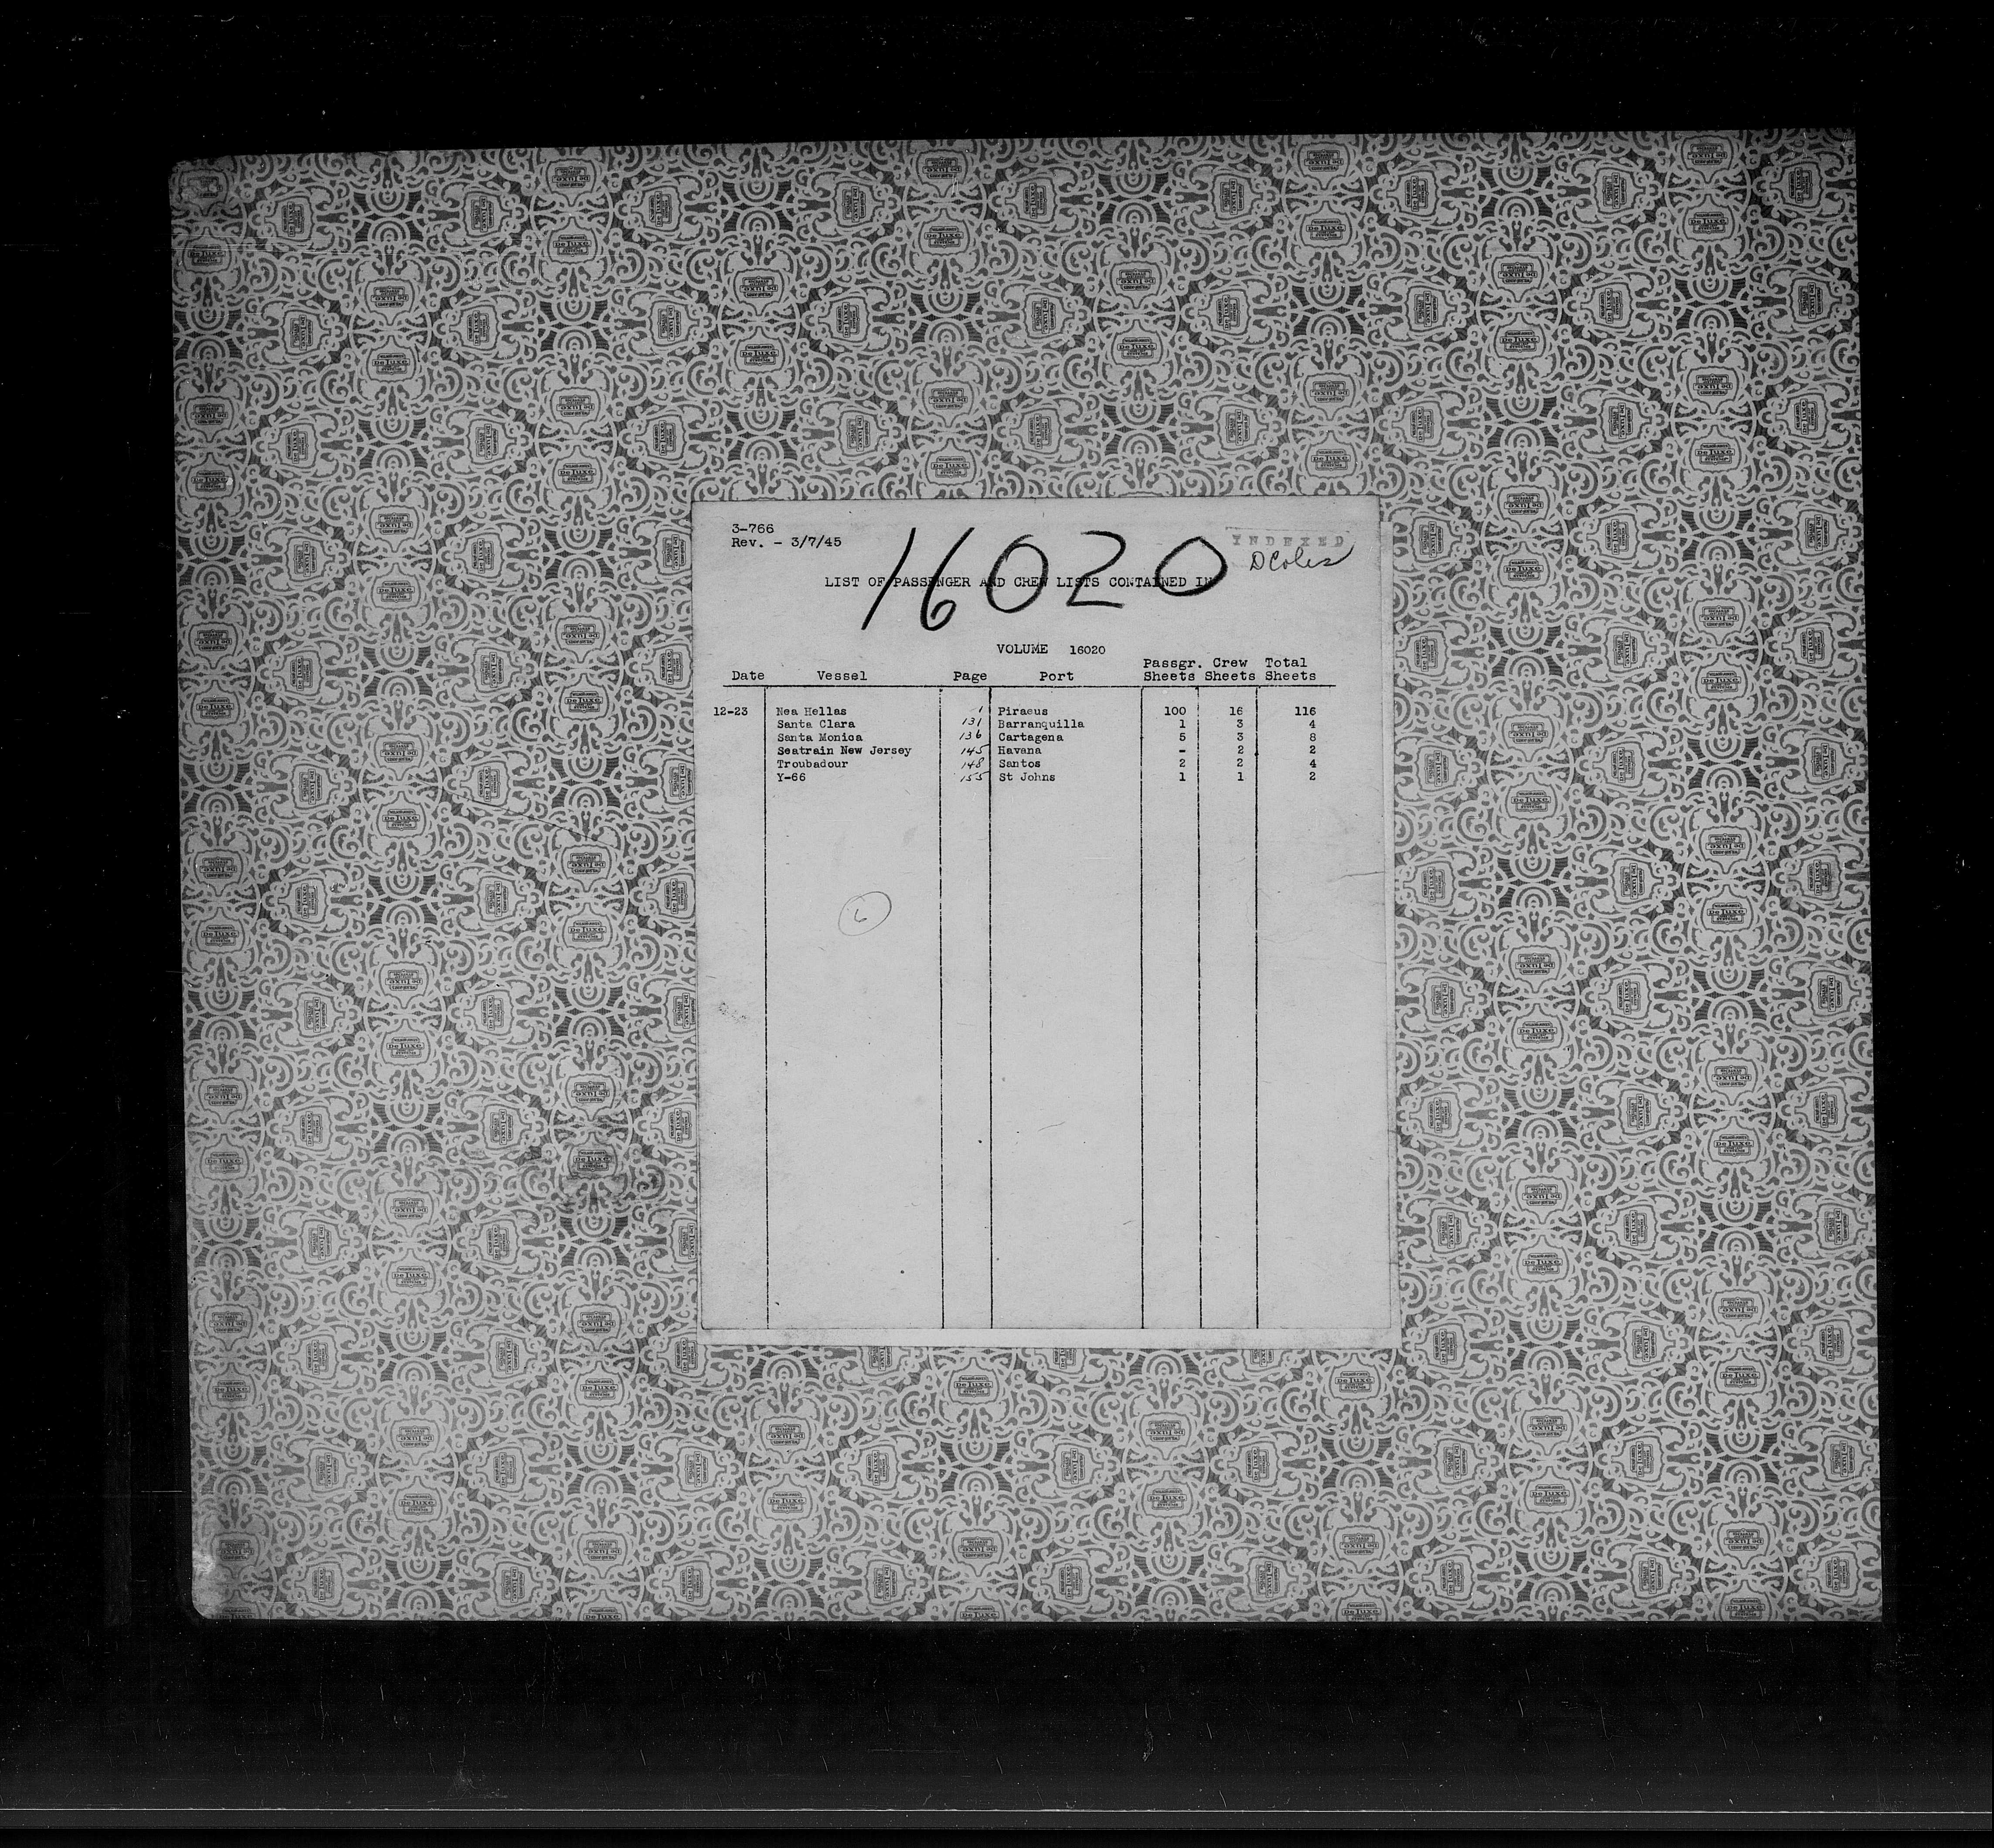 3-766
Rev. - 3/7/45
16020
INDEXED
DColes
LIST OF PASSENGER AND CREW LISTS CONTAINED IN
VOLUME 16020
Date Vessel Page Port Passgr. Sheets Crew Sheets Total Sheets
12-23 Nea Hellas 1 Piraeus 100 16 116
Santa Clara 131 Barranquilla 1 3 4
Santa Monica 136 Cartagena 5 3 8
Seatrain New Jersey 145 Havana - 2 2
Troubadour 148 Santos 2 2 4
Y-66 155 St Johns 1 1 2
6
De Luxe